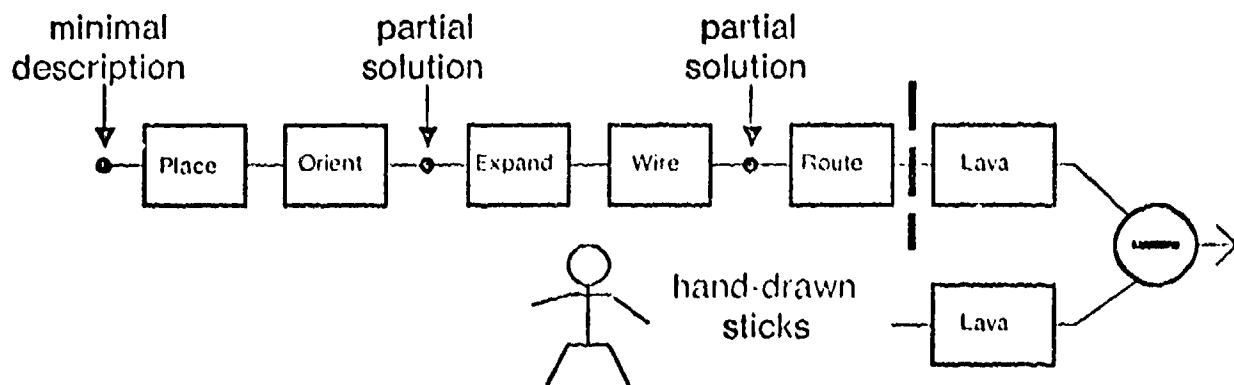 minimal
description
partial
solution
partial
solution
Place
Orient
Expand
Wire
Route
Lava
hand-drawn
sticks
Lava